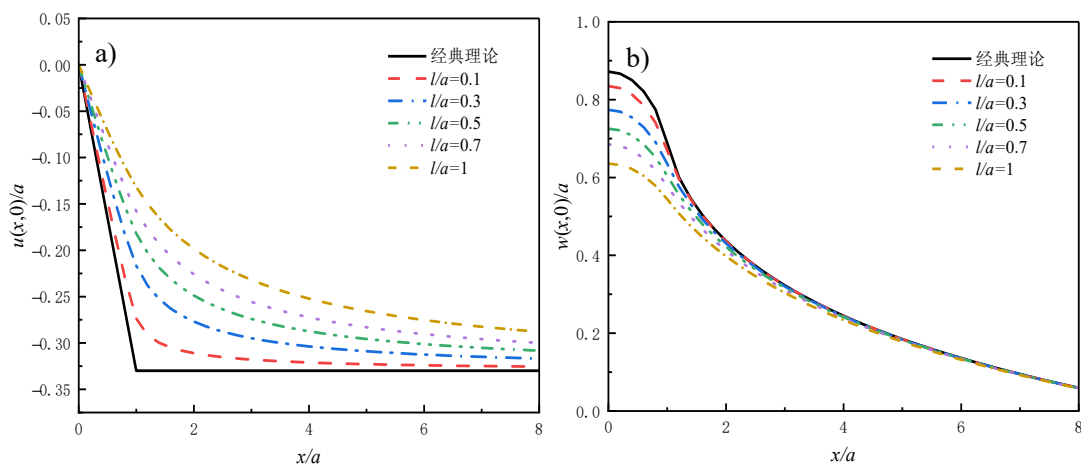 a)
经典理论
l/a=0.1
l/a=0.3
l/a=0.5
l/a=0.7
l/a=1
0.05
0.00
−0.05
−0.10
−0.15
−0.20
−0.25
−0.30
−0.35
u(x,0)/a
0 2 4 6 8
x/a
b)
经典理论
l/a=0.1
l/a=0.3
l/a=0.5
l/a=0.7
l/a=1
1.0
0.8
0.6
0.4
0.2
0.0
w(x,0)/a
0 2 4 6 8
x/a